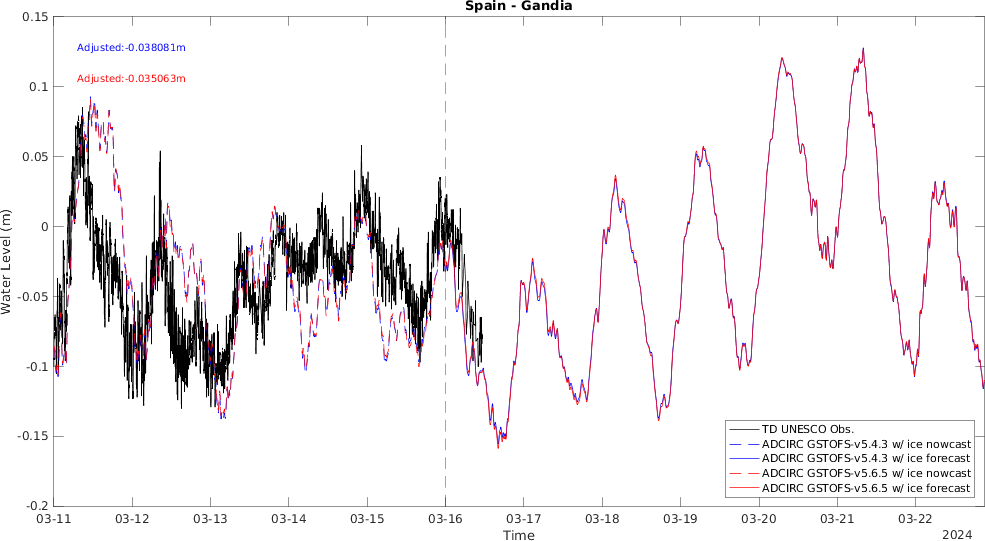 Spain - Gandia
Adjusted:-0.038081m
Adjusted:-0.035063m
Water Level (m)
0.15
0.1
0.05
0
-0.05
-0.1
-0.15
-0.2
TD UNESCO Obs.
ADCIRC GSTOFS-v5.4.3 w/ ice nowcast
ADCIRC GSTOFS-v5.4.3 w/ ice forecast
ADCIRC GSTOFS-v5.6.5 w/ ice nowcast
ADCIRC GSTOFS-v5.6.5 w/ ice forecast
03-11 03-12 03-13 03-14 03-15 03-16 03-17 03-18 03-19 03-20 03-21 03-22
Time
2024